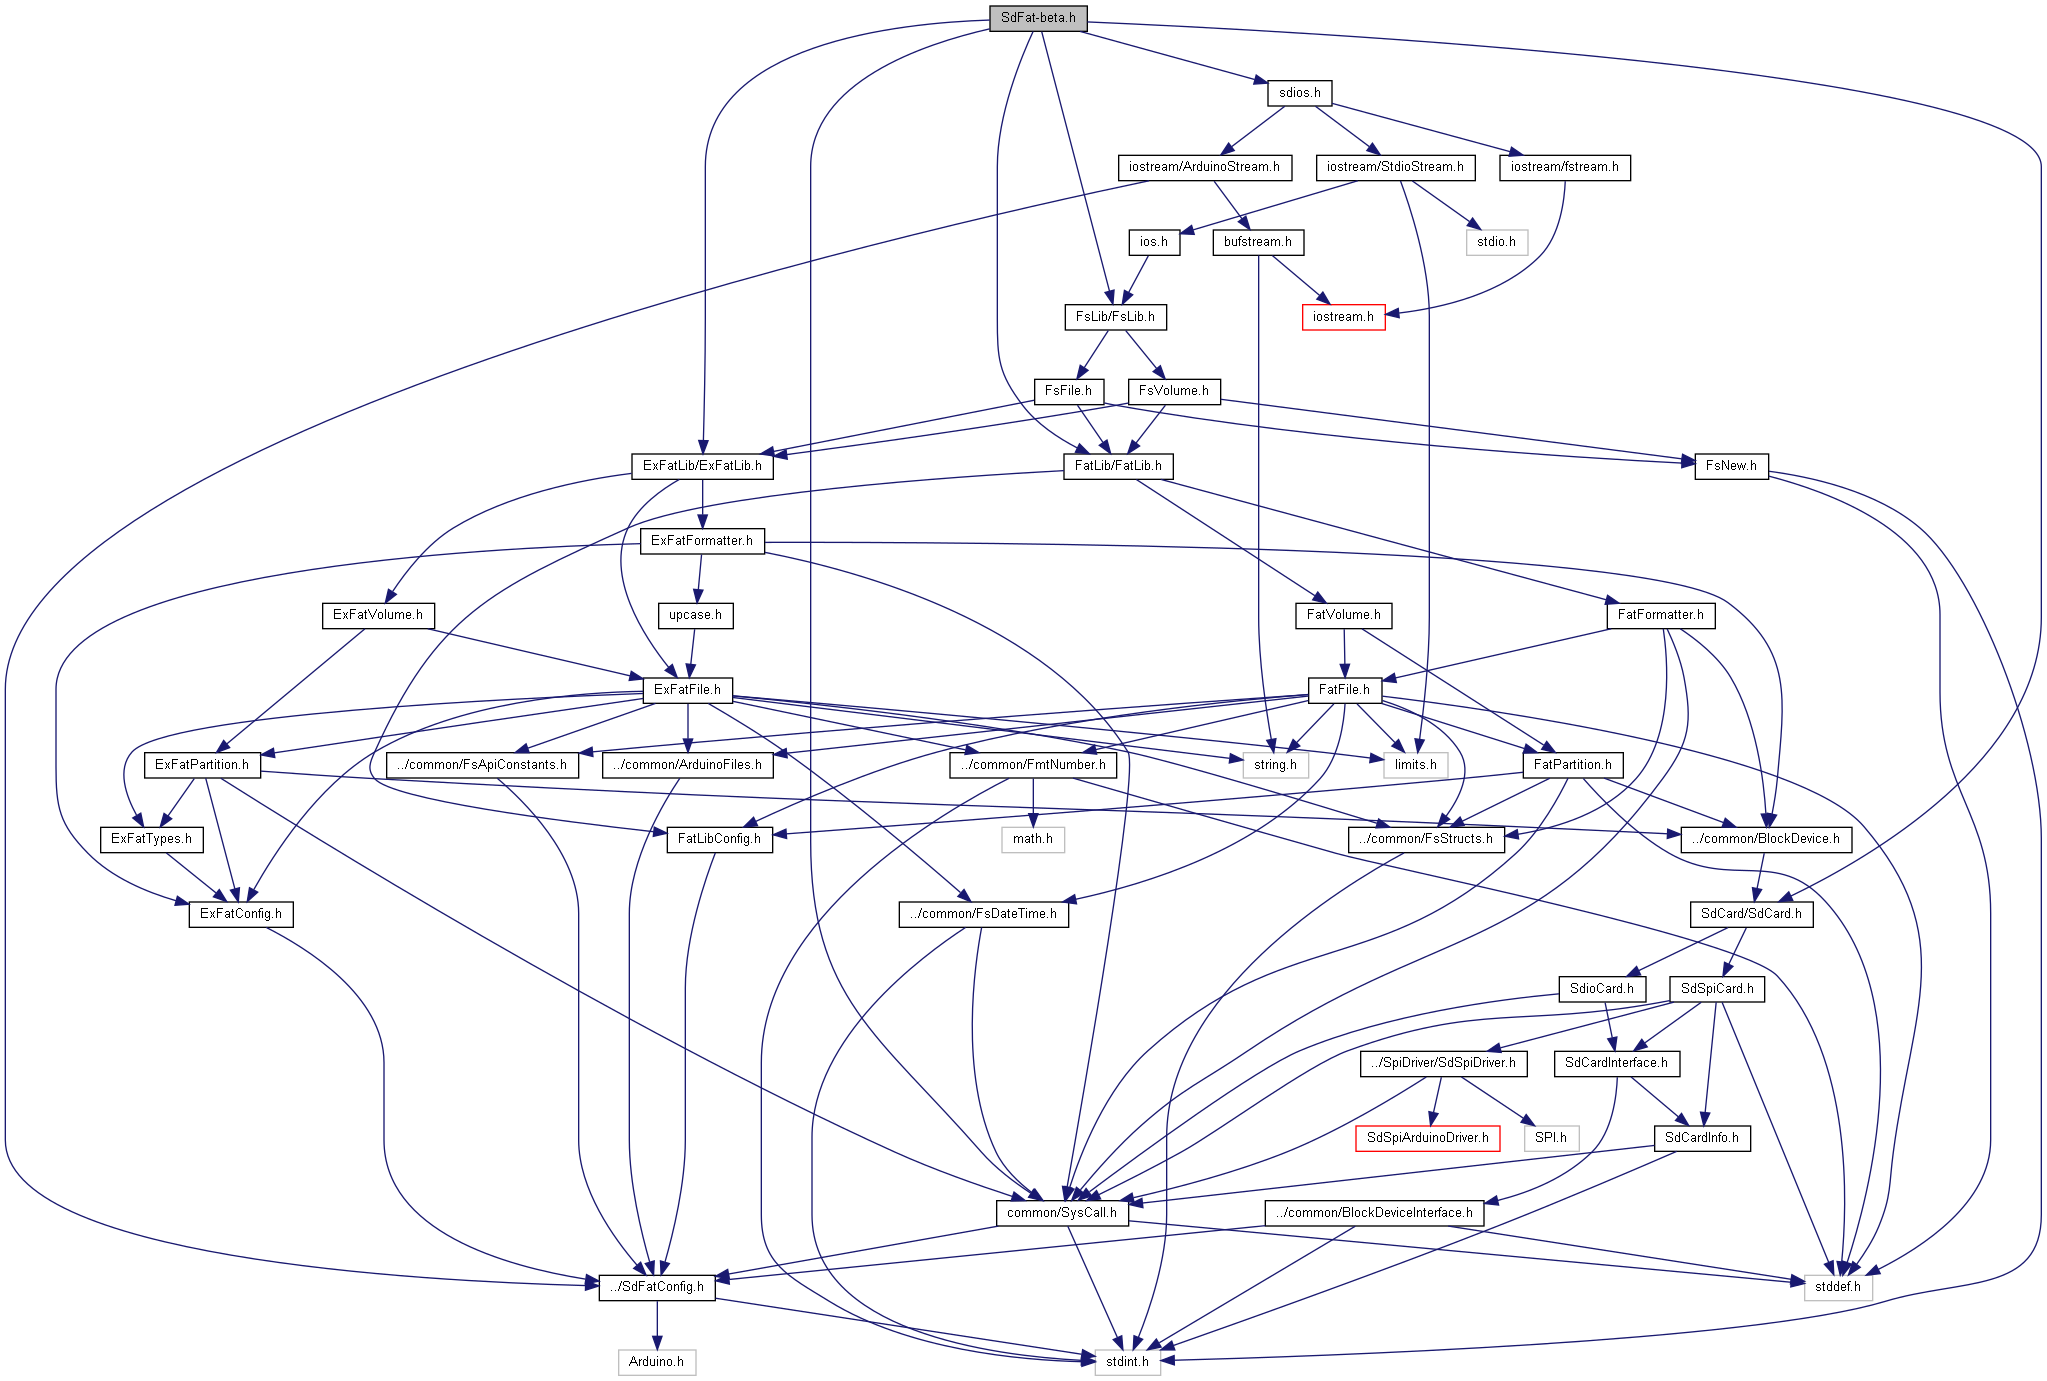 SdFat-beta.h
sdios.h
iostream/ArduinoStream.h
iostream/StdioStream.h
iostream/fstream.h
ios.h
bufstream.h
stdio.h
FsLib/FsLib.h
iostream.h
FsFile.h
FsVolume.h
ExFatLib/ExFatLib.h
FatLib/FatLib.h
FsNew.h
ExFatFormatter.h
ExFatVolume.h
upcase.h
FatVolume.h
FatFormatter.h
ExFatFile.h
FatFile.h
ExFatPartition.h
../common/FsApiConstants.h
../common/ArduinoFiles.h
../common/FmtNumber.h
string.h
limits.h
FatPartition.h
ExFatTypes.h
FatLibConfig.h
math.h
../common/FsStructs.h
../common/BlockDevice.h
ExFatConfig.h
../common/FsDateTime.h
SdCard/SdCard.h
SdioCard.h
SdSpiCard.h
../SpiDriver/SdSpiDriver.h
SdCardInterface.h
SdSpiArduinoDriver.h
SPI.h
SdCardInfo.h
common/SysCall.h
../common/BlockDeviceInterface.h
../SdFatConfig.h
stddef.h
Arduino.h
stdint.h